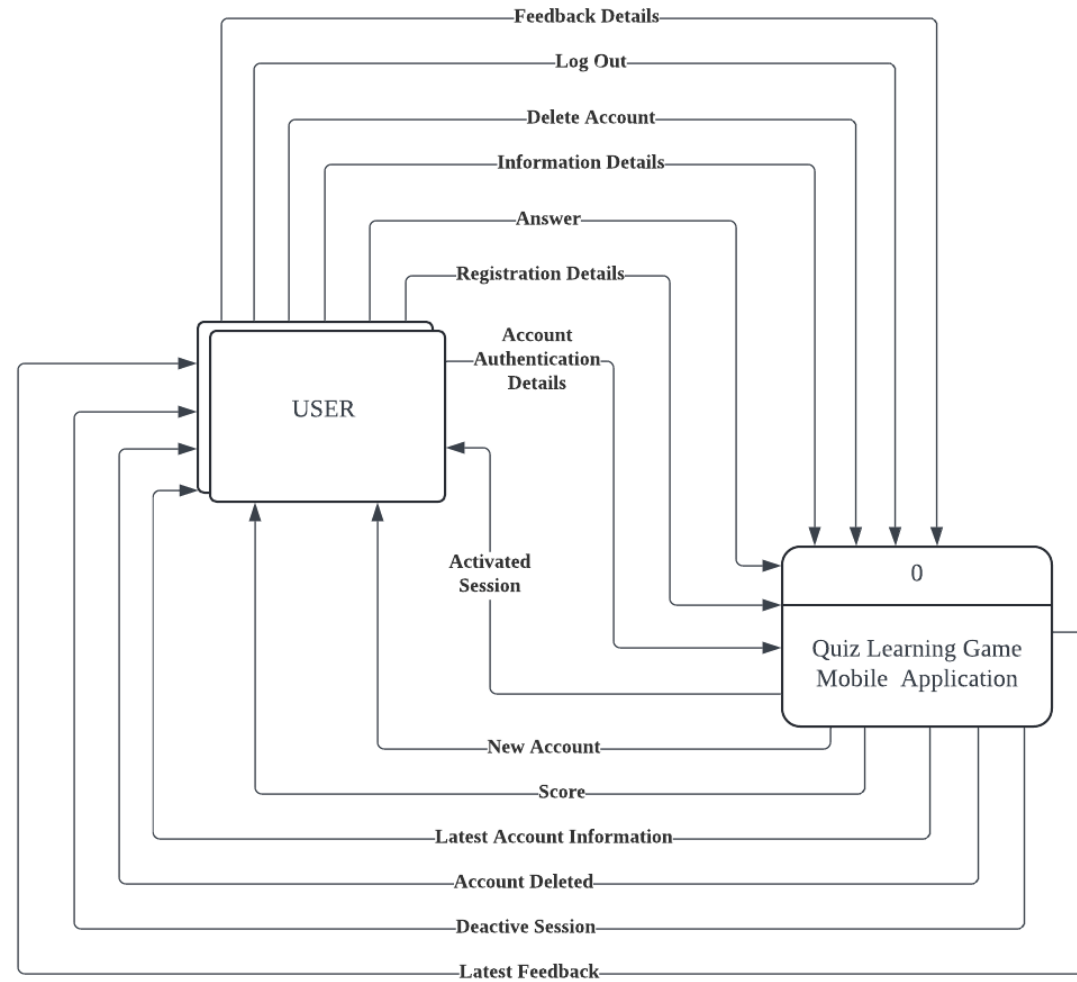 Feedback Details
Log Out
Delete Account
Information Details
Answer
Registration Details
Account
Authentication
Details
USER
Activated
Session
0
Quiz Learning Game
Mobile Application
New Account
Score
Latest Account Information
Account Deleted
Deactive Session
Latest Feedback